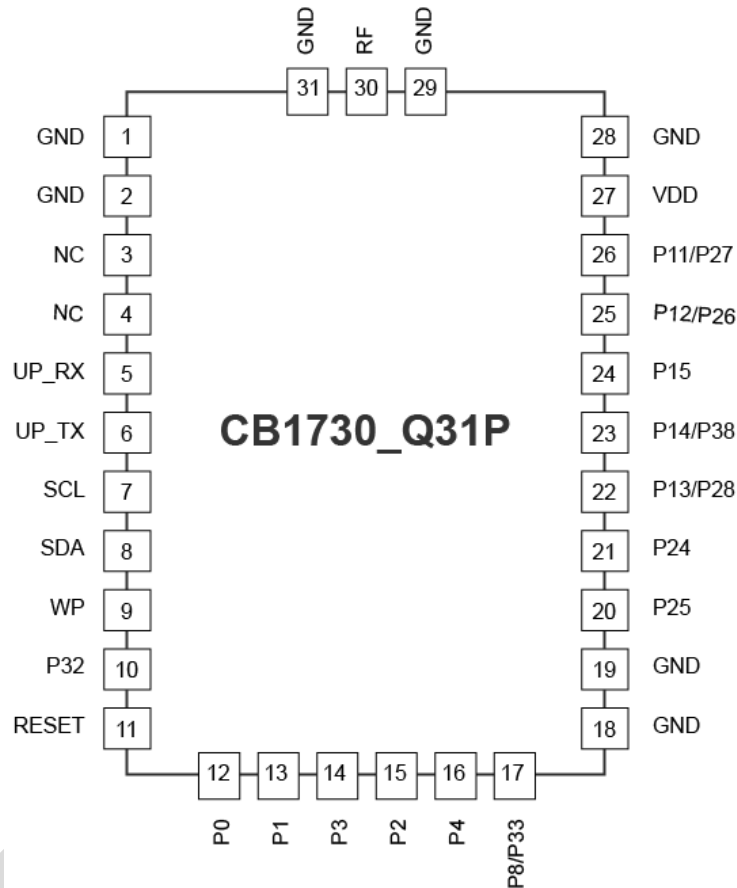 GND RF GND
31 30 29
GND 1 28 GND
GND 2 27 VDD
NC 3 26 P11/P27
NC 4 25 P12/P26
UP_RX 5 24 P15
UP_TX 6 CB1730_Q31P 23 P14/P38
SCL 7 22 P13/P28
SDA 8 21 P24
WP 9 20 P25
P32 10 19 GND
RESET 11 18 GND
12 13 14 15 16 17
P0 P1 P3 P2 P4 P8/P33